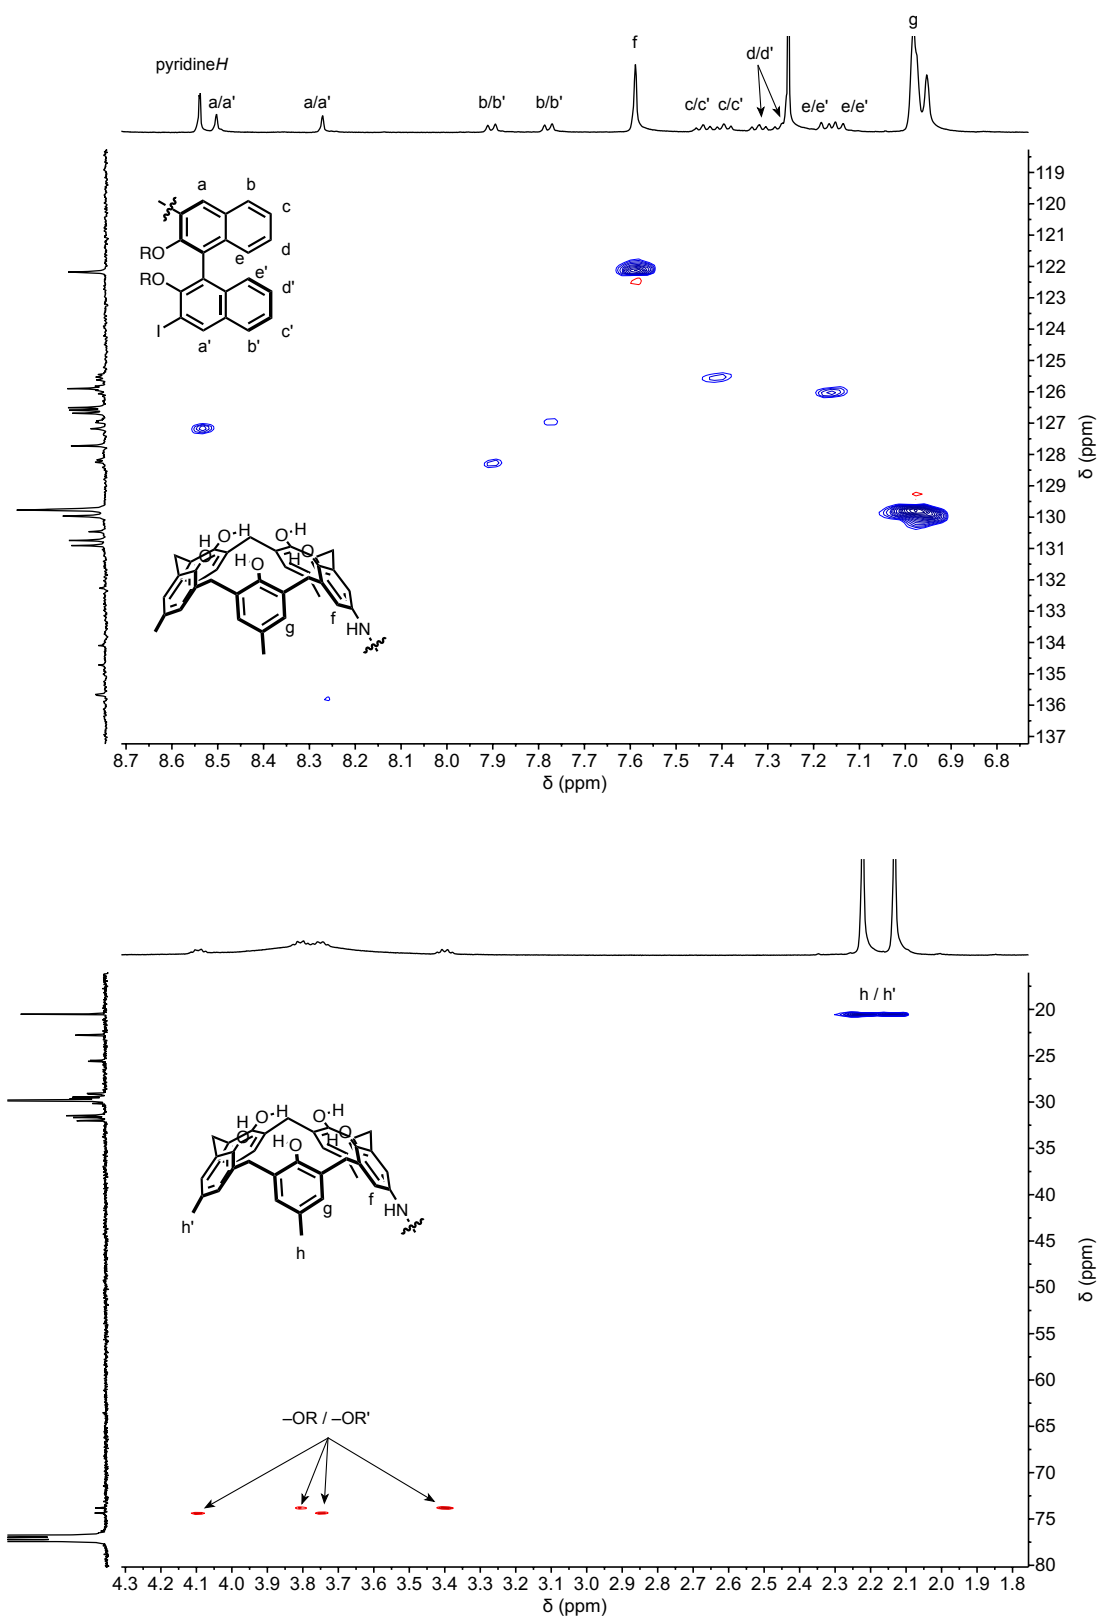 g
f
d/d'
pyridineH
a/a'
a/a'
b/b'
b/b'
c/c'
c/c'
e/e'
e/e'
a
b
c
RO
e
d
RO
e'
d'
I
c'
a'
b'
119
120
121
122
123
124
125
126
127
128
129
130
131
132
133
134
135
136
137
δ (ppm)
H
O
H
O
H
O
H
O
H
O
H
f
g
HN
8.7 8.6 8.5 8.4 8.3 8.2 8.1 8.0 7.9 7.8 7.7 7.6 7.5 7.4 7.3 7.2 7.1 7.0 6.9 6.8
δ (ppm)
h / h'
20
25
30
35
40
45
50
55
60
65
70
75
80
δ (ppm)
H
O
H
O
H
O
H
O
H
O
f
g
HN
h'
h
–OR / –OR'
4.3 4.1 4.0 3.9 3.8 3.7 3.6 3.5 3.4 3.3 3.2 3.1 3.0 2.9 2.8 2.7 2.6 2.5 2.4 2.3 2.2 2.1 2.0 1.8
δ (ppm)